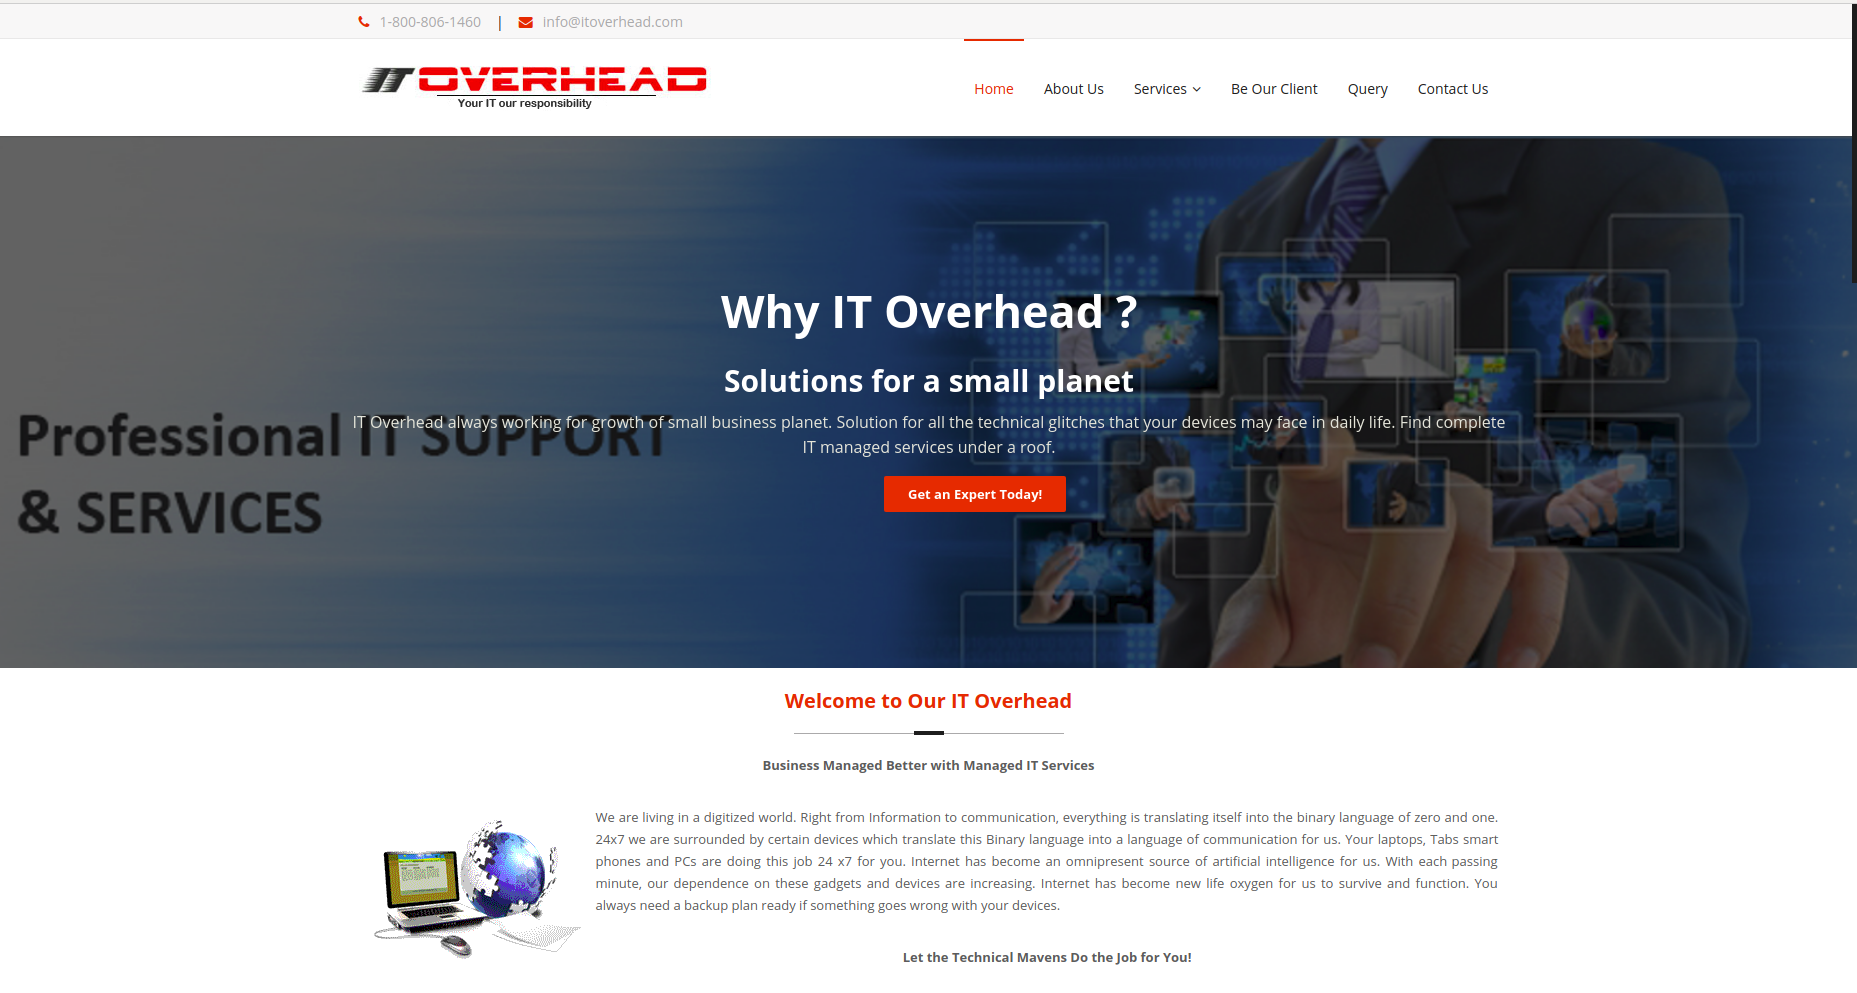 1-800-806-1460 | info@itoverhead.com
IT OVERHEAD
Your IT our responsibility
Home About Us Services Be Our Client Query Contact Us
Why IT Overhead ?
Solutions for a small planet
Professional IT SUPPORT
& SERVICES
IT Overhead always working for growth of small business planet. Solution for all the technical glitches that your devices may face in daily life. Find complete
IT managed services under a roof.
Get an Expert Today!
Welcome to Our IT Overhead
Business Managed Better with Managed IT Services
We are living in a digitized world. Right from Information to communication, everything is translating itself into the binary language of zero and one.
24x7 we are surrounded by certain devices which translate this Binary language into a language of communication for us. Your laptops, Tabs smart
phones and PCs are doing this job 24 x7 for you. Internet has become an omnipresent source of artificial intelligence for us. With each passing
minute, our dependence on these gadgets and devices are increasing. Internet has become new life oxygen for us to survive and function. You
always need a backup plan ready if something goes wrong with your devices.
Let the Technical Mavens Do the Job for You!